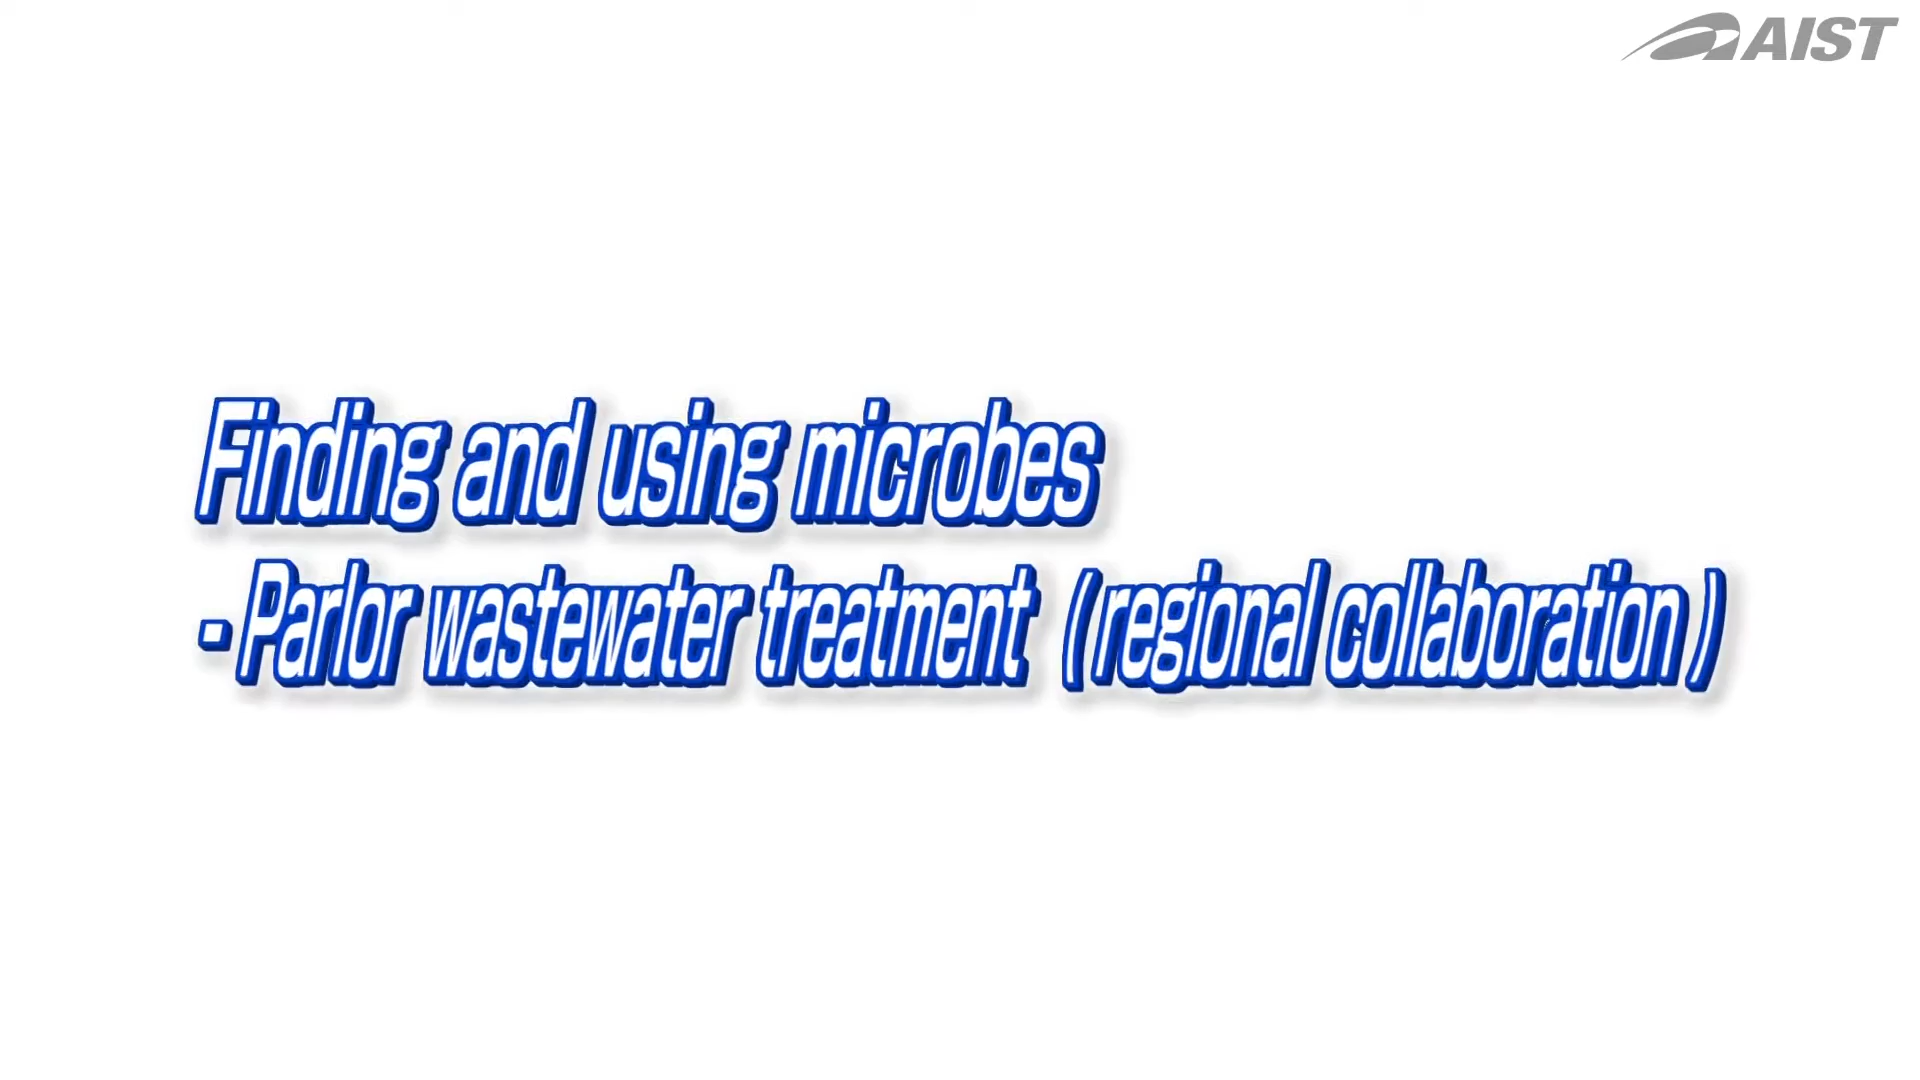 AIST
Finding and using microbes
- Parlor wastewater treatment (regional collaboration)